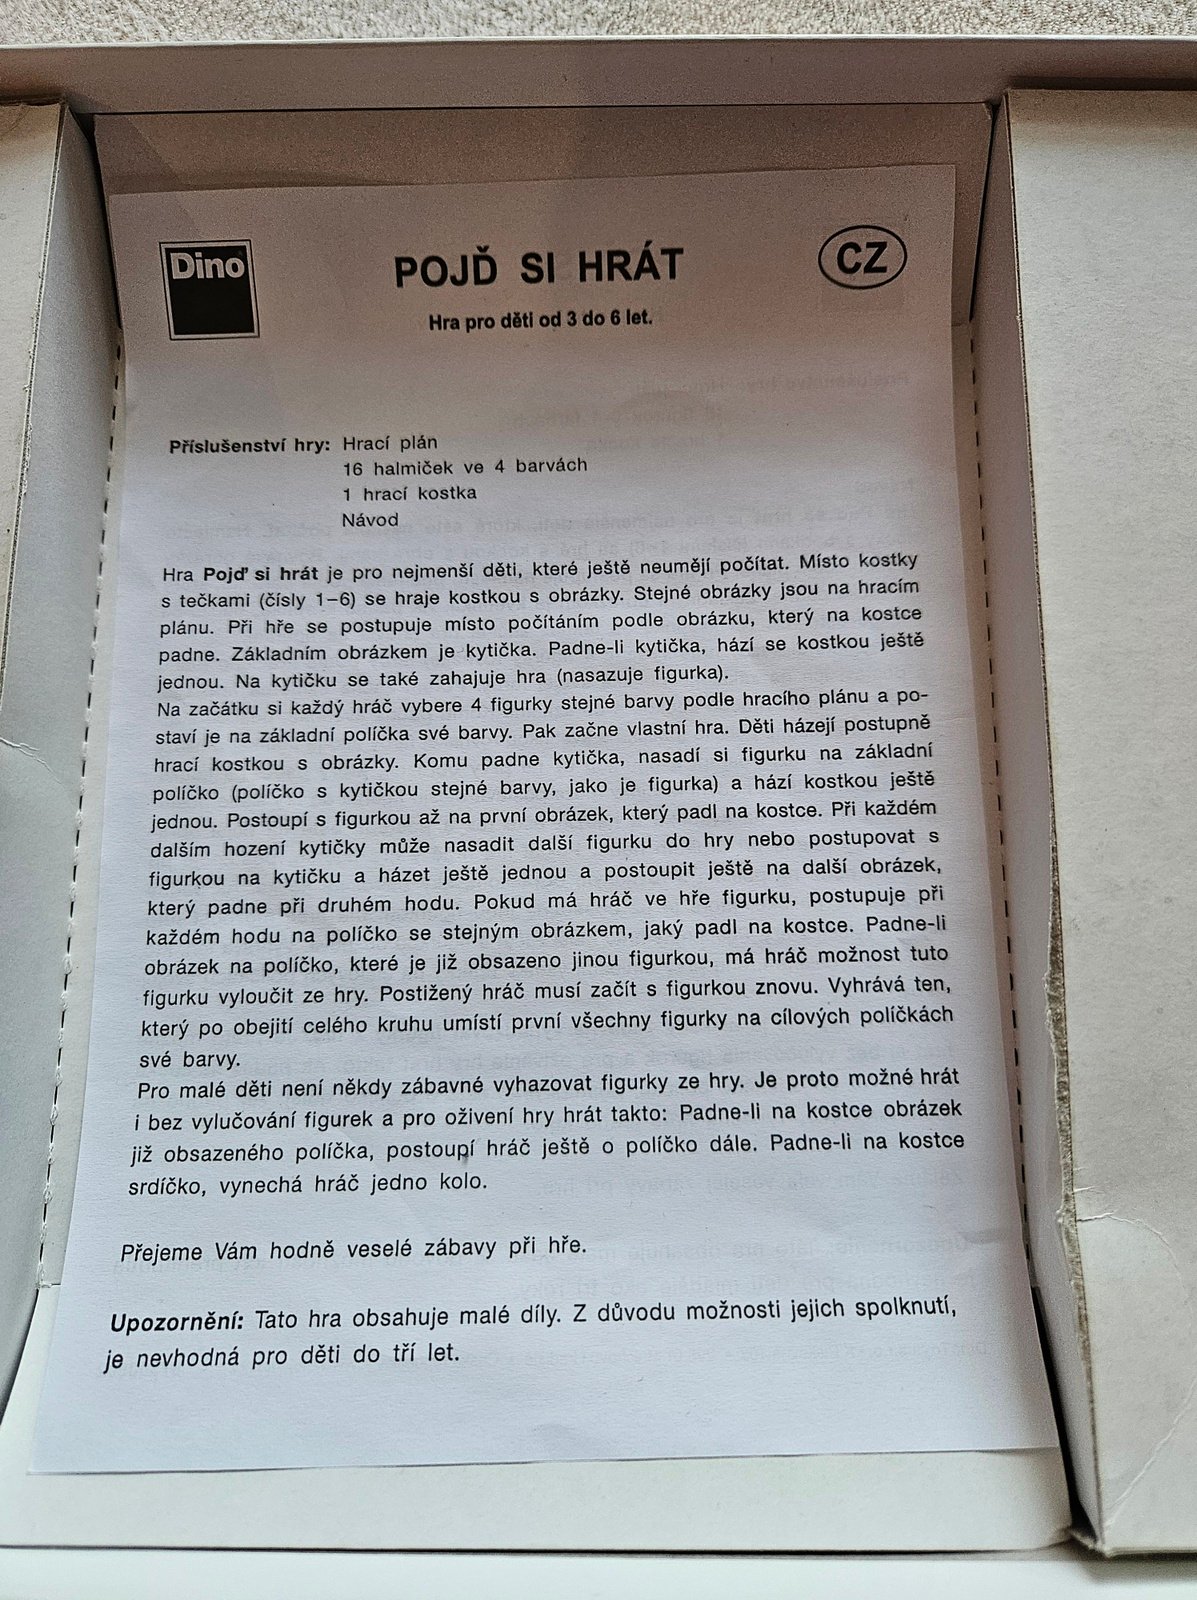 Dino
POJĎ SI HRÁT
CZ
Hra pro děti od 3 do 6 let.
Příslušenství hry: Hrací plán
16 halmiček ve 4 barvách
1 hrací kostka
Návod
Hra Pojď si hrát je pro nejmenší děti, které ještě neumějí počítat. Místo kostky
s tečkami (čísly 1–6) se hraje kostkou s obrázky. Stejné obrázky jsou na hracím
plánu. Při hře se postupuje místo počítáním podle obrázku, který na kostce
padne. Základním obrázkem je kytička. Padne-li kytička, hází se kostkou ještě
jednou. Na kytičku se také zahajuje hra (nasazuje figurka).
Na začátku si každý hráč vybere 4 figurky stejné barvy podle hracího plánu a po-
staví je na základní políčka své barvy. Pak začne vlastní hra. Děti házejí postupně
hrací kostkou s obrázky. Komu padne kytička, nasadí si figurku na základní
políčko (políčko s kytičkou stejné barvy, jako je figurka) a hází kostkou ještě
jednou. Postoupí s figurkou až na první obrázek, který padl na kostce. Při každém
dalším hození kytičky může nasadit další figurku do hry nebo postupovat s
figurkou na kytičku a házet ještě jednou a postoupit ještě na další obrázek,
který padne při druhém hodu. Pokud má hráč ve hře figurku, postupuje při
každém hodu na políčko se stejným obrázkem, jaký padl na kostce. Padne-li
obrázek na políčko, které je již obsazeno jinou figurkou, má hráč možnost tuto
figurku vyloučit ze hry. Postižený hráč musí začít s figurkou znovu. Vyhrává ten,
který po obejití celého kruhu umístí první všechny figurky na cílových políčkách
své barvy.
Pro malé děti není někdy zábavné vyhazovat figurky ze hry. Je proto možné hrát
i bez vylučování figurek a pro oživení hry hrát takto: Padne-li na kostce obrázek
již obsazeného políčka, postoupí hráč ještě o políčko dále. Padne-li na kostce
srdíčko, vynechá hráč jedno kolo.
Přejeme Vám hodně veselé zábavy při hře.
Upozornění: Tato hra obsahuje malé díly. Z důvodu možnosti jejich spolknutí,
je nevhodná pro děti do tří let.